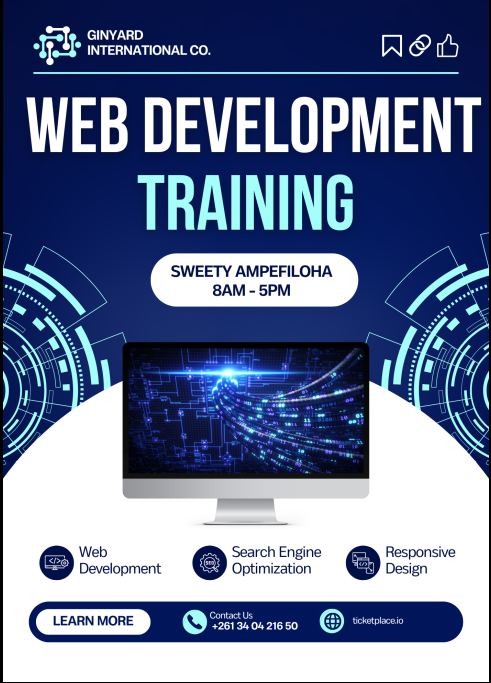 GINYARD
INTERNATIONAL CO.
WEB DEVELOPMENT
TRAINING
SWEETY AMPEFILOHA
8AM - 5PM
Web
Development
Search Engine
Optimization
Responsive
Design
LEARN MORE
Contact Us
+261 34 04 216 50
ticketplace.io